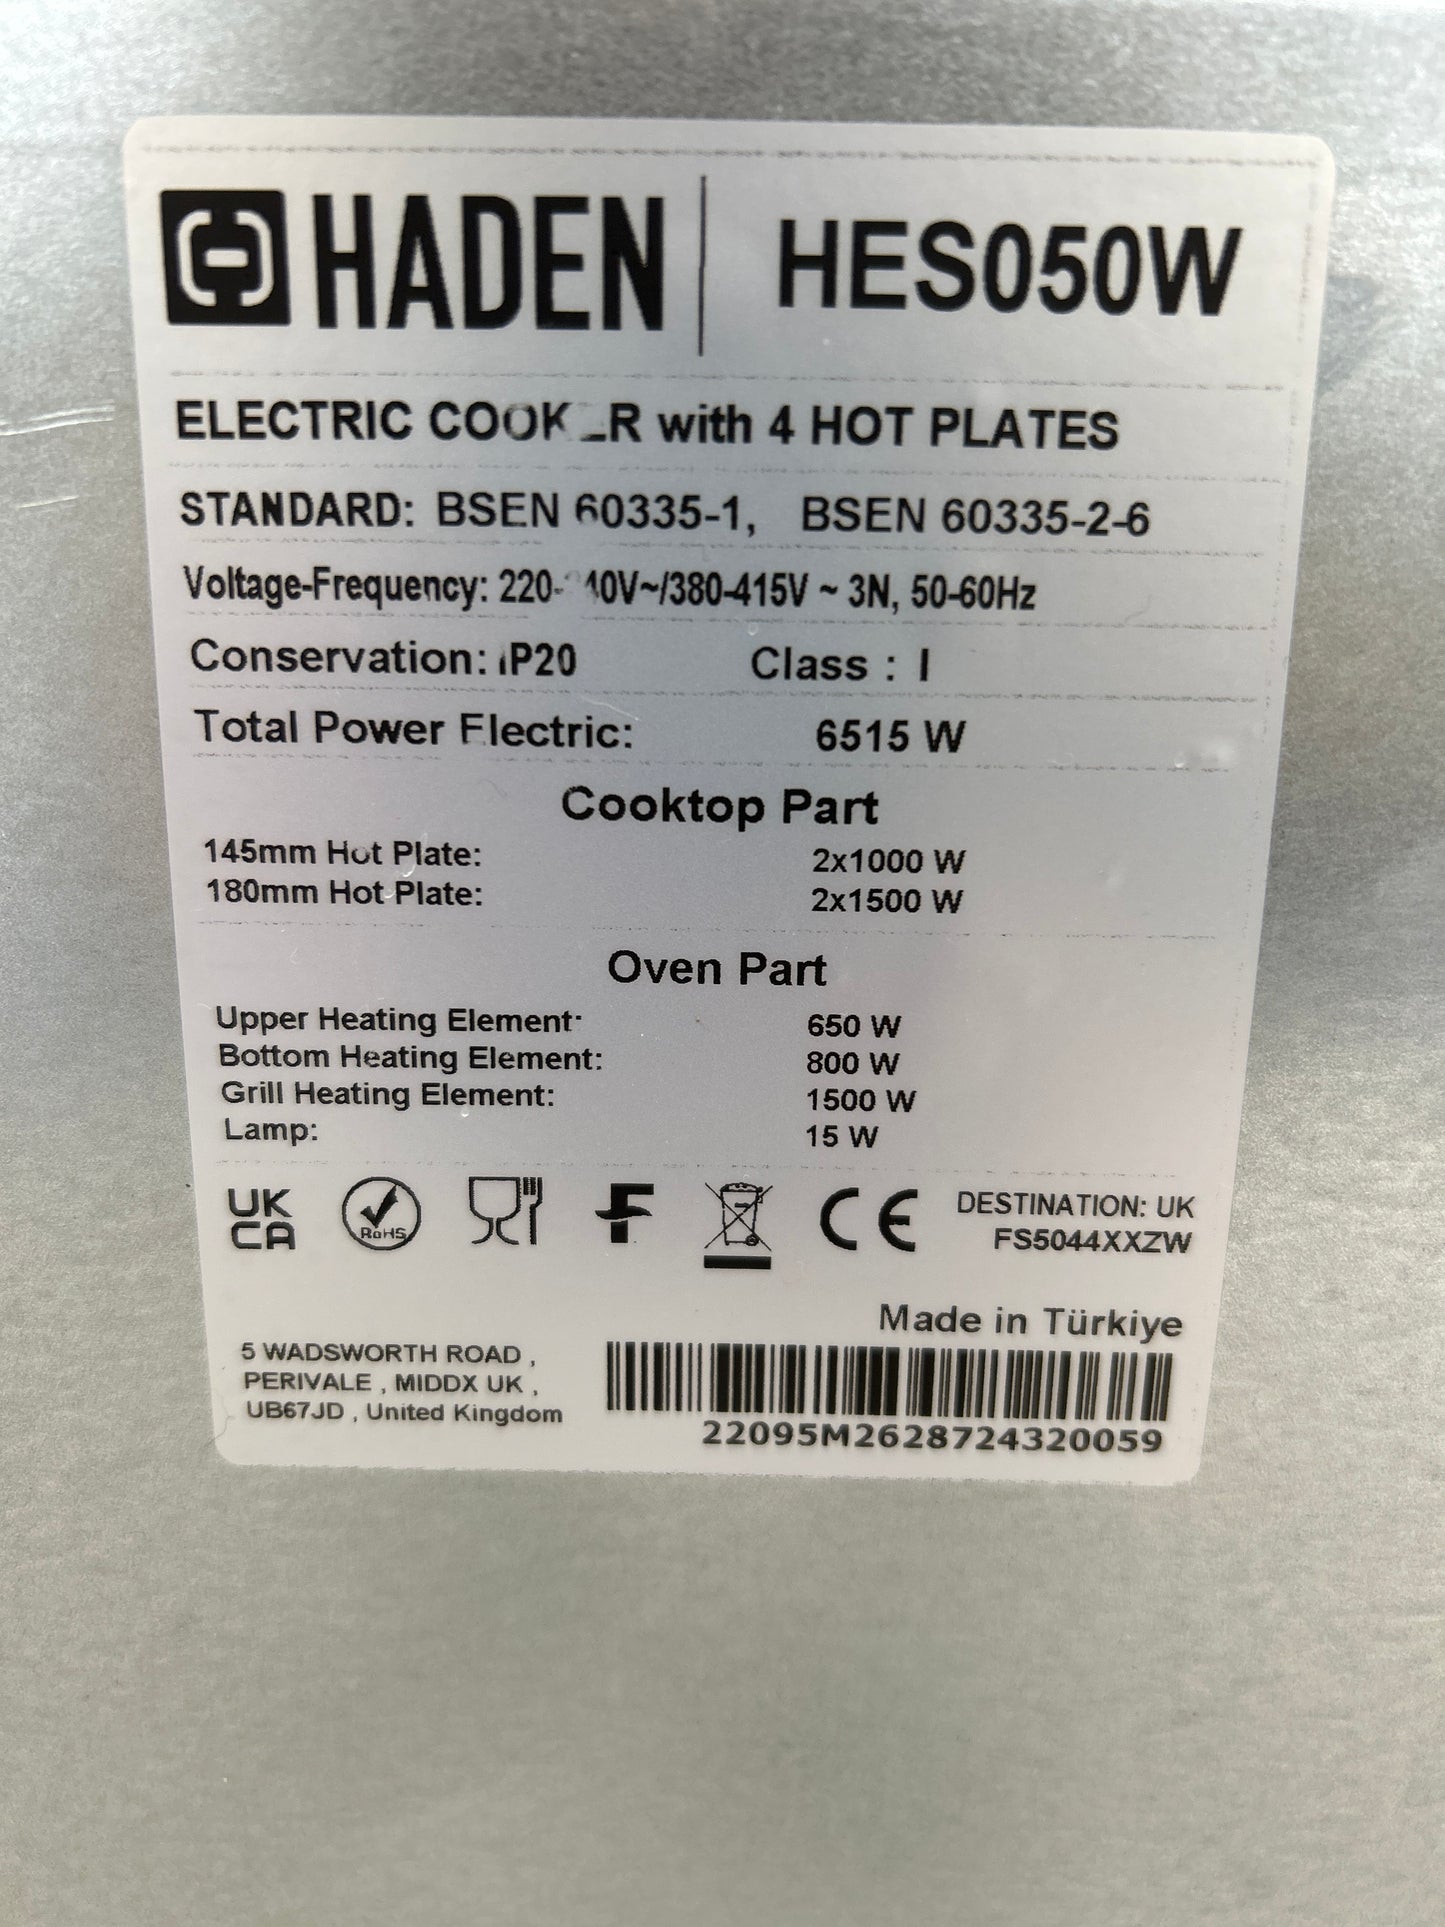 HADEN HES050W
ELECTRIC COOKER with 4 HOT PLATES
STANDARD: BSEN 60335-1, BSEN 60335-2-6
Voltage-Frequency: 220-240V~/380-415V ~ 3N, 50-60Hz
Conservation: IP20 Class : I
Total Power Electric: 6515 W
Cooktop Part
145mm Hot Plate: 2x1000 W
180mm Hot Plate: 2x1500 W
Oven Part
Upper Heating Element: 650 W
Bottom Heating Element: 800 W
Grill Heating Element: 1500 W
Lamp: 15 W
UK
CA
RoHS
CE
DESTINATION: UK
FS5044XXZW
Made in Türkiye
5 WADSWORTH ROAD ,
PERIVALE , MIDDX UK ,
UB67JD , United Kingdom
22095M2628724320059